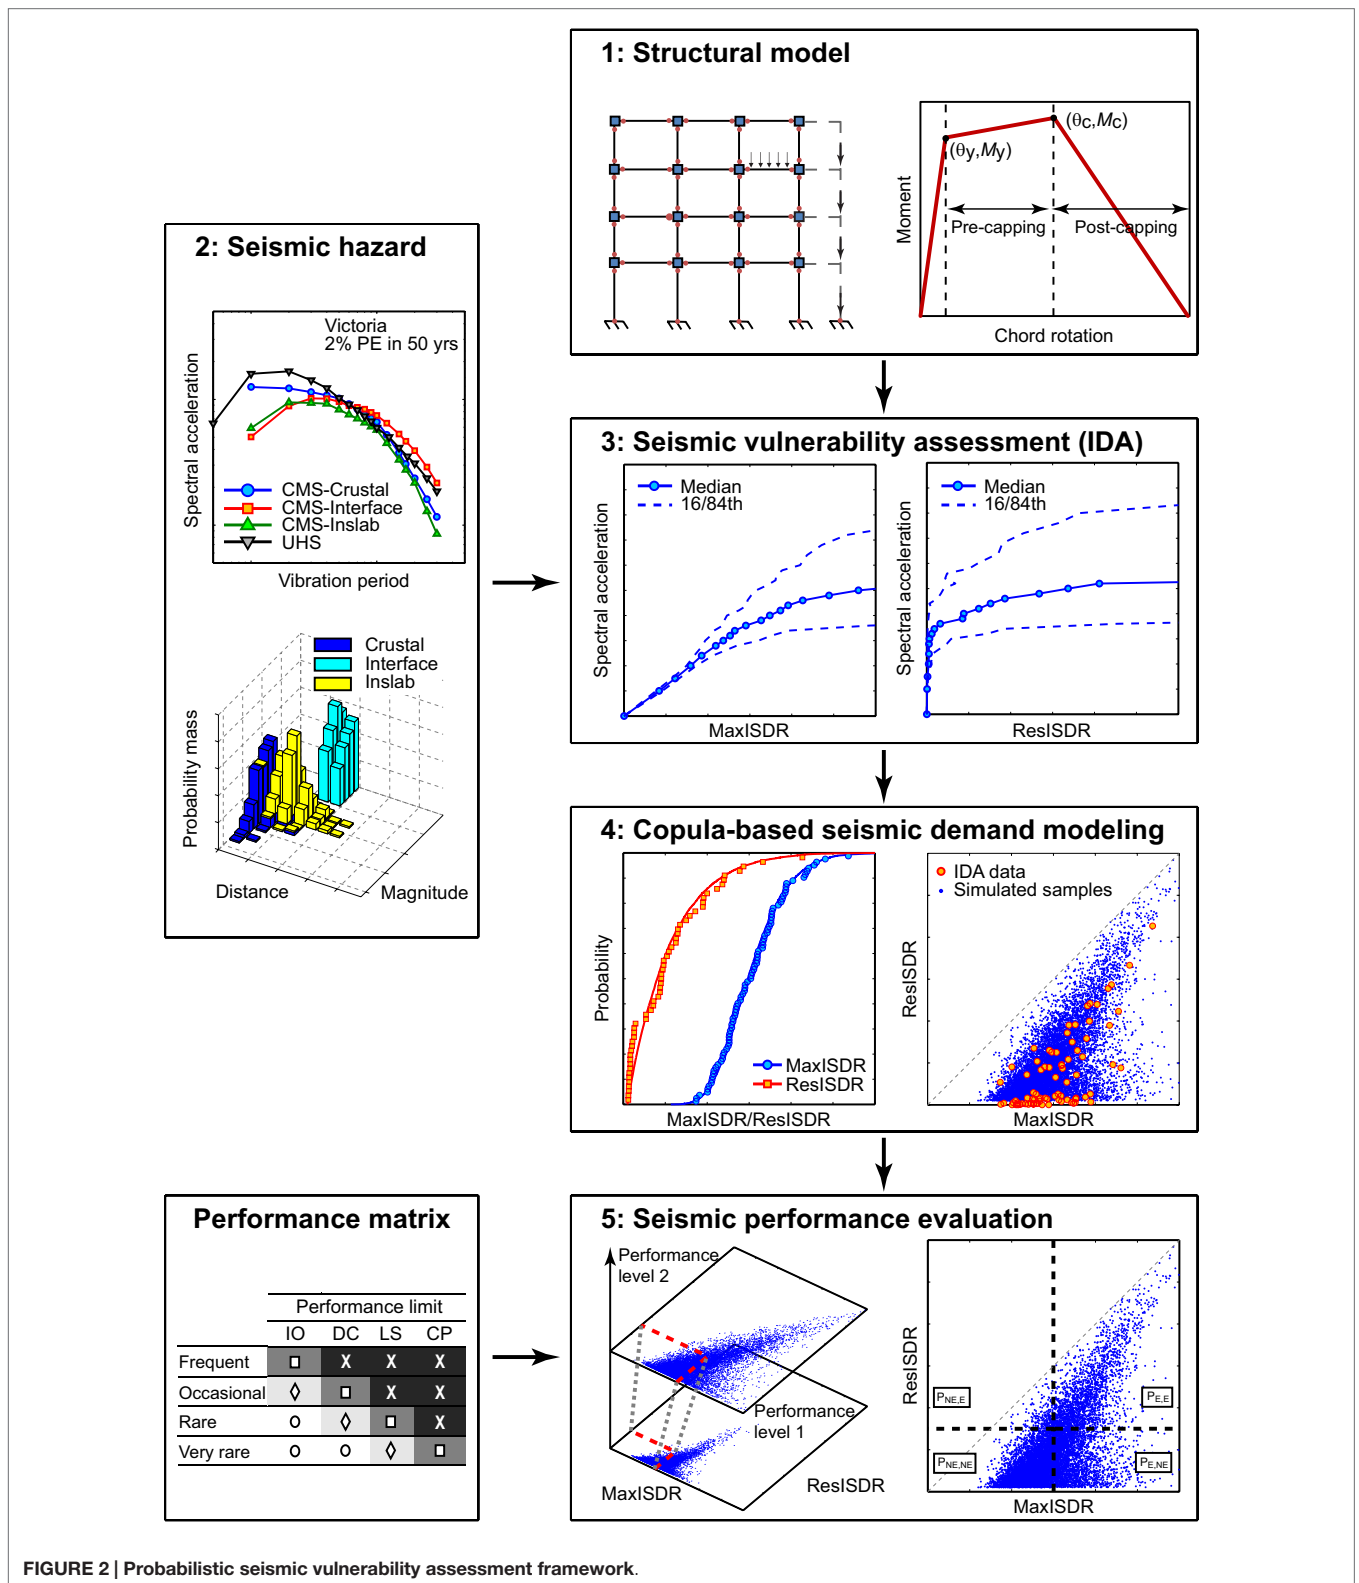 1: Structural model
(θc,Mc)
(θy,My)
Moment
Pre-capping
Post-capping
Chord rotation
2: Seismic hazard
Victoria
2% PE in 50 yrs
Spectral acceleration
CMS-Crustal
CMS-Interface
CMS-Inslab
UHS
Vibration period
Crustal
Interface
Inslab
Probability mass
Distance
Magnitude
3: Seismic vulnerability assessment (IDA)
Median
16/84th
Spectral acceleration
MaxISDR
Median
16/84th
Spectral acceleration
ResISDR
4: Copula-based seismic demand modeling
Probability
MaxISDR
ResISDR
MaxISDR/ResISDR
IDA data
Simulated samples
ResISDR
MaxISDR
Performance matrix
Performance limit
IO DC LS CP
Frequent X X X
Occasional X X
Rare X
Very rare
5: Seismic performance evaluation
Performance
level 2
Performance
level 1
MaxISDR
ResISDR
ResISDR
PNE,E
PE,E
PNE,NE
PE,NE
MaxISDR
FIGURE 2 | Probabilistic seismic vulnerability assessment framework.